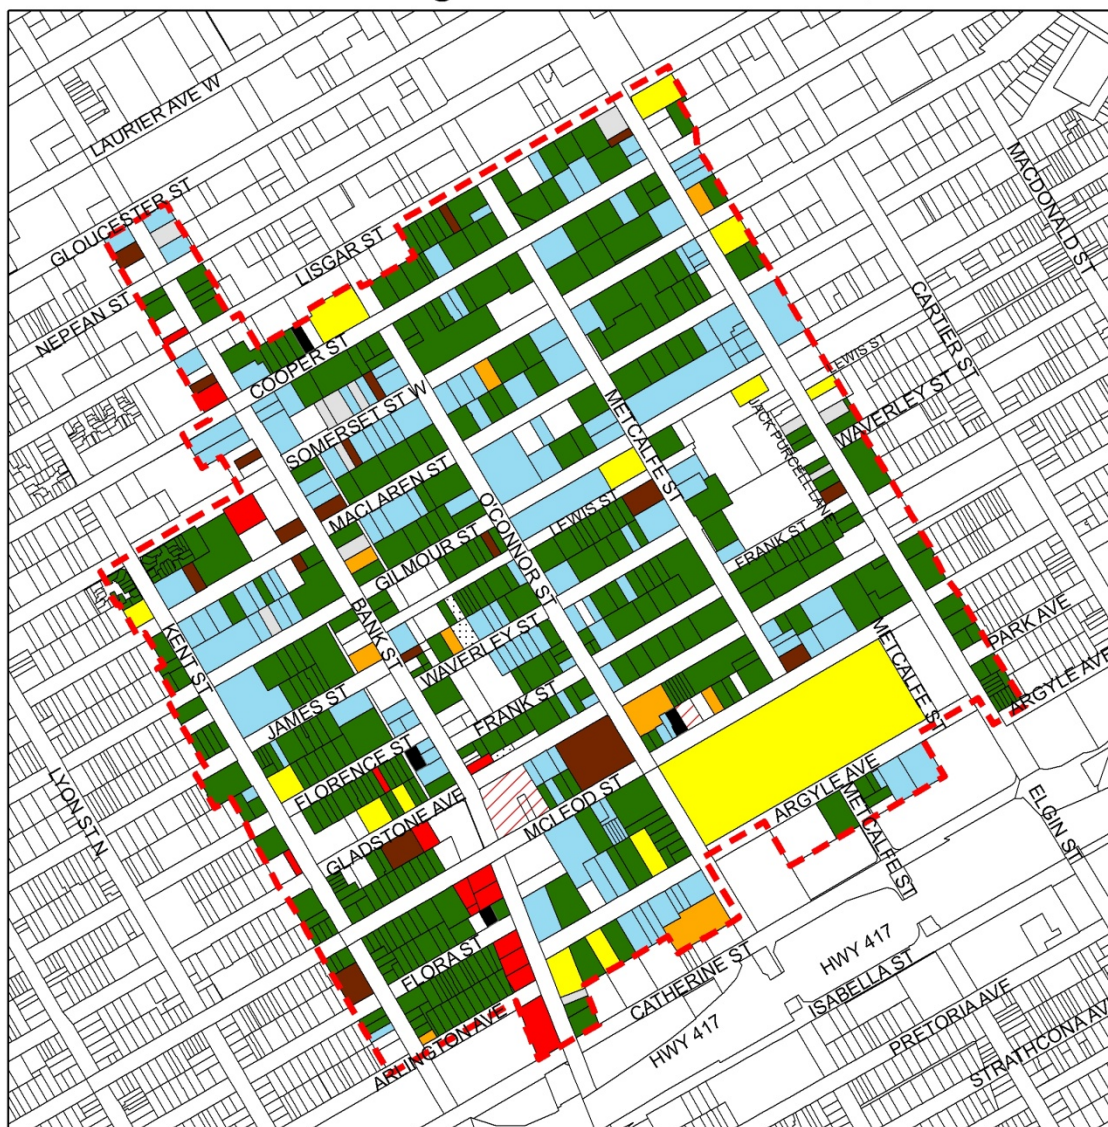 LAURIER AVE W
GLOUCESTER ST
LISGAR ST
NEPEAN ST
COOPER ST
SOMERSET ST W
MACLAREN ST
GILMOUR ST
LEWIS ST
O'CONNOR ST
METCALFE ST
MACDONALD ST
CARTIER ST
LEWIS ST
WAVERLEY ST
JACK PURCELL LANE
FRANK ST
BANK ST
WAVERLEY ST
KENT ST
JAMES ST
FRANK ST
METCALFE ST
PARK AVE
ARGYLE AVE
FLORENCE ST
LYON ST N
GLADSTONE AVE
MCLEOD ST
ARGYLE AVE
METCALFE ST
ELGIN ST
FLORA ST
ARLINGTON AVE
CATHERINE ST
HWY 417
HWY 417
ISABELLA ST
PRETORIA AVE
STRATHCONA AV